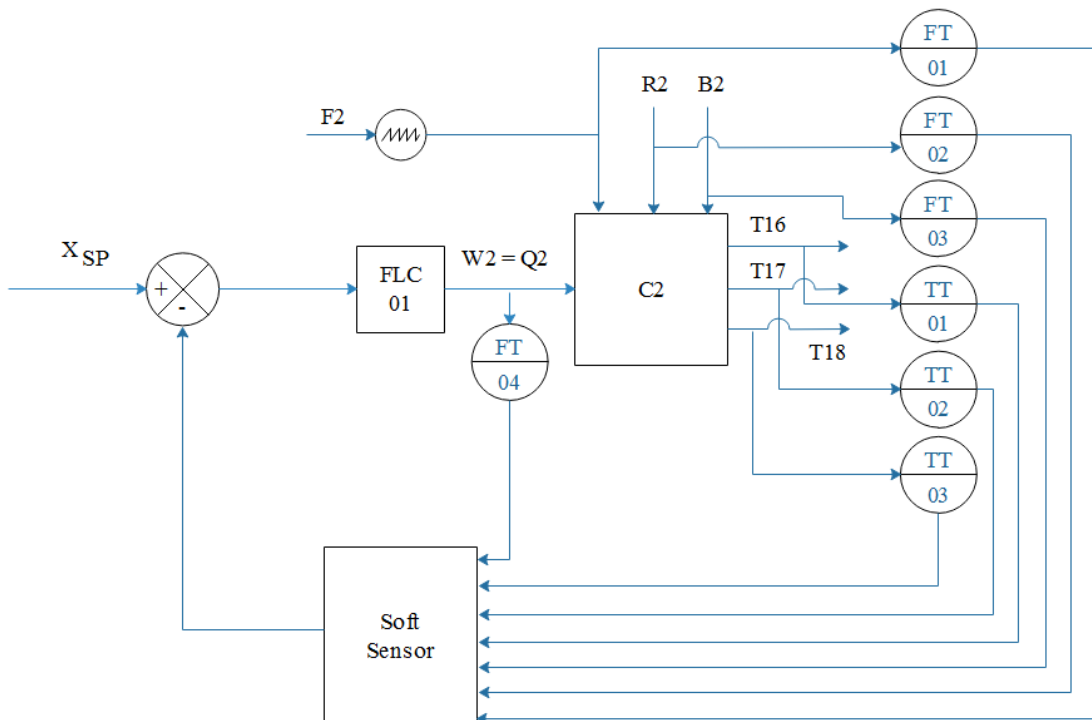 FT
01
R2 B2
F2
FT
02
FT
03
T16
X SP
W2 = Q2
T17
FLC
01
C2
TT
01
+
-
T18
FT
04
TT
02
TT
03
Soft
Sensor